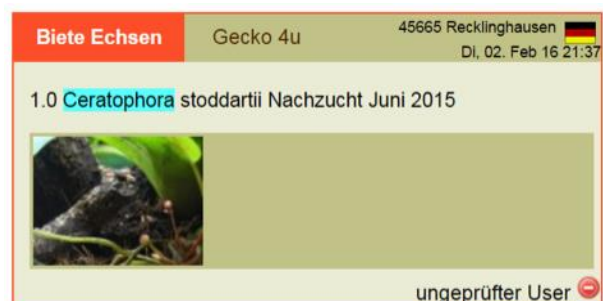 Biete Echsen
Gecko 4u
45665 Recklinghausen
Di, 02. Feb 16 21:37
1.0 Ceratophora stoddartii Nachzucht Juni 2015
ungeprüfter User